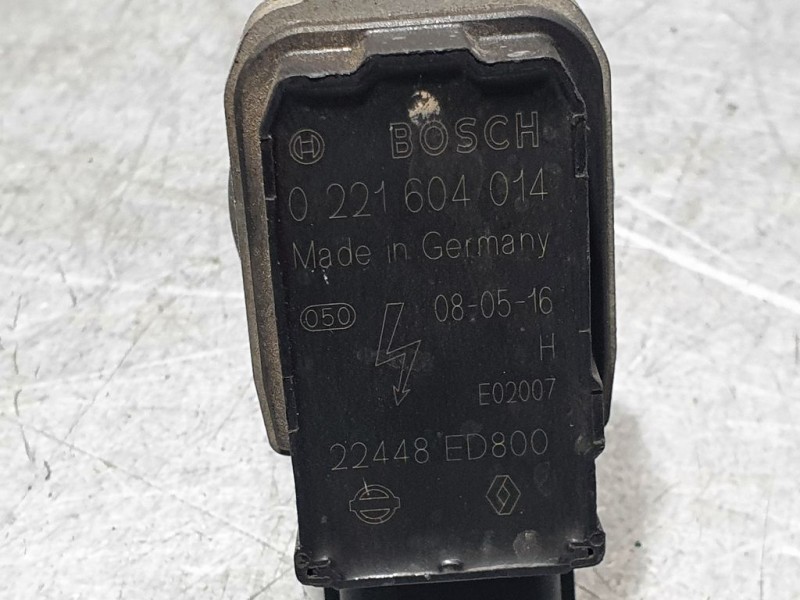 H BOSCH
0 221 604 014
Made in Germany
050 08-05-16
H
E02007
22448 ED800